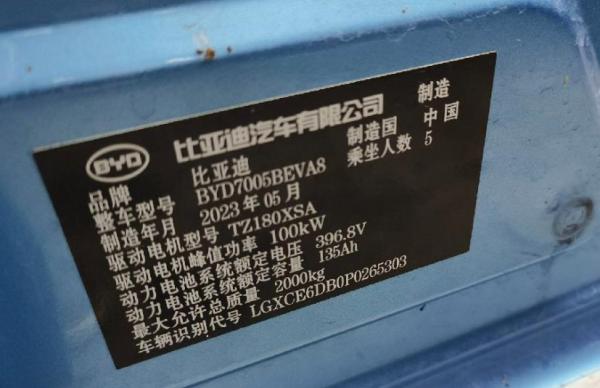 BYD 比亚迪汽车有限公司 制造
品牌 比亚迪 制造国 中国
整车型号 BYD7005BEVA8 乘坐人数 5
制造年月 2023年05月
驱动电机型号 TZ180XSA
驱动电机峰值功率 100kW
动力电池系统额定电压 396.8V
动力电池系统额定容量 135Ah
最大允许总质量 2000kg
车辆识别代号 LGXCE6DB0P0265303